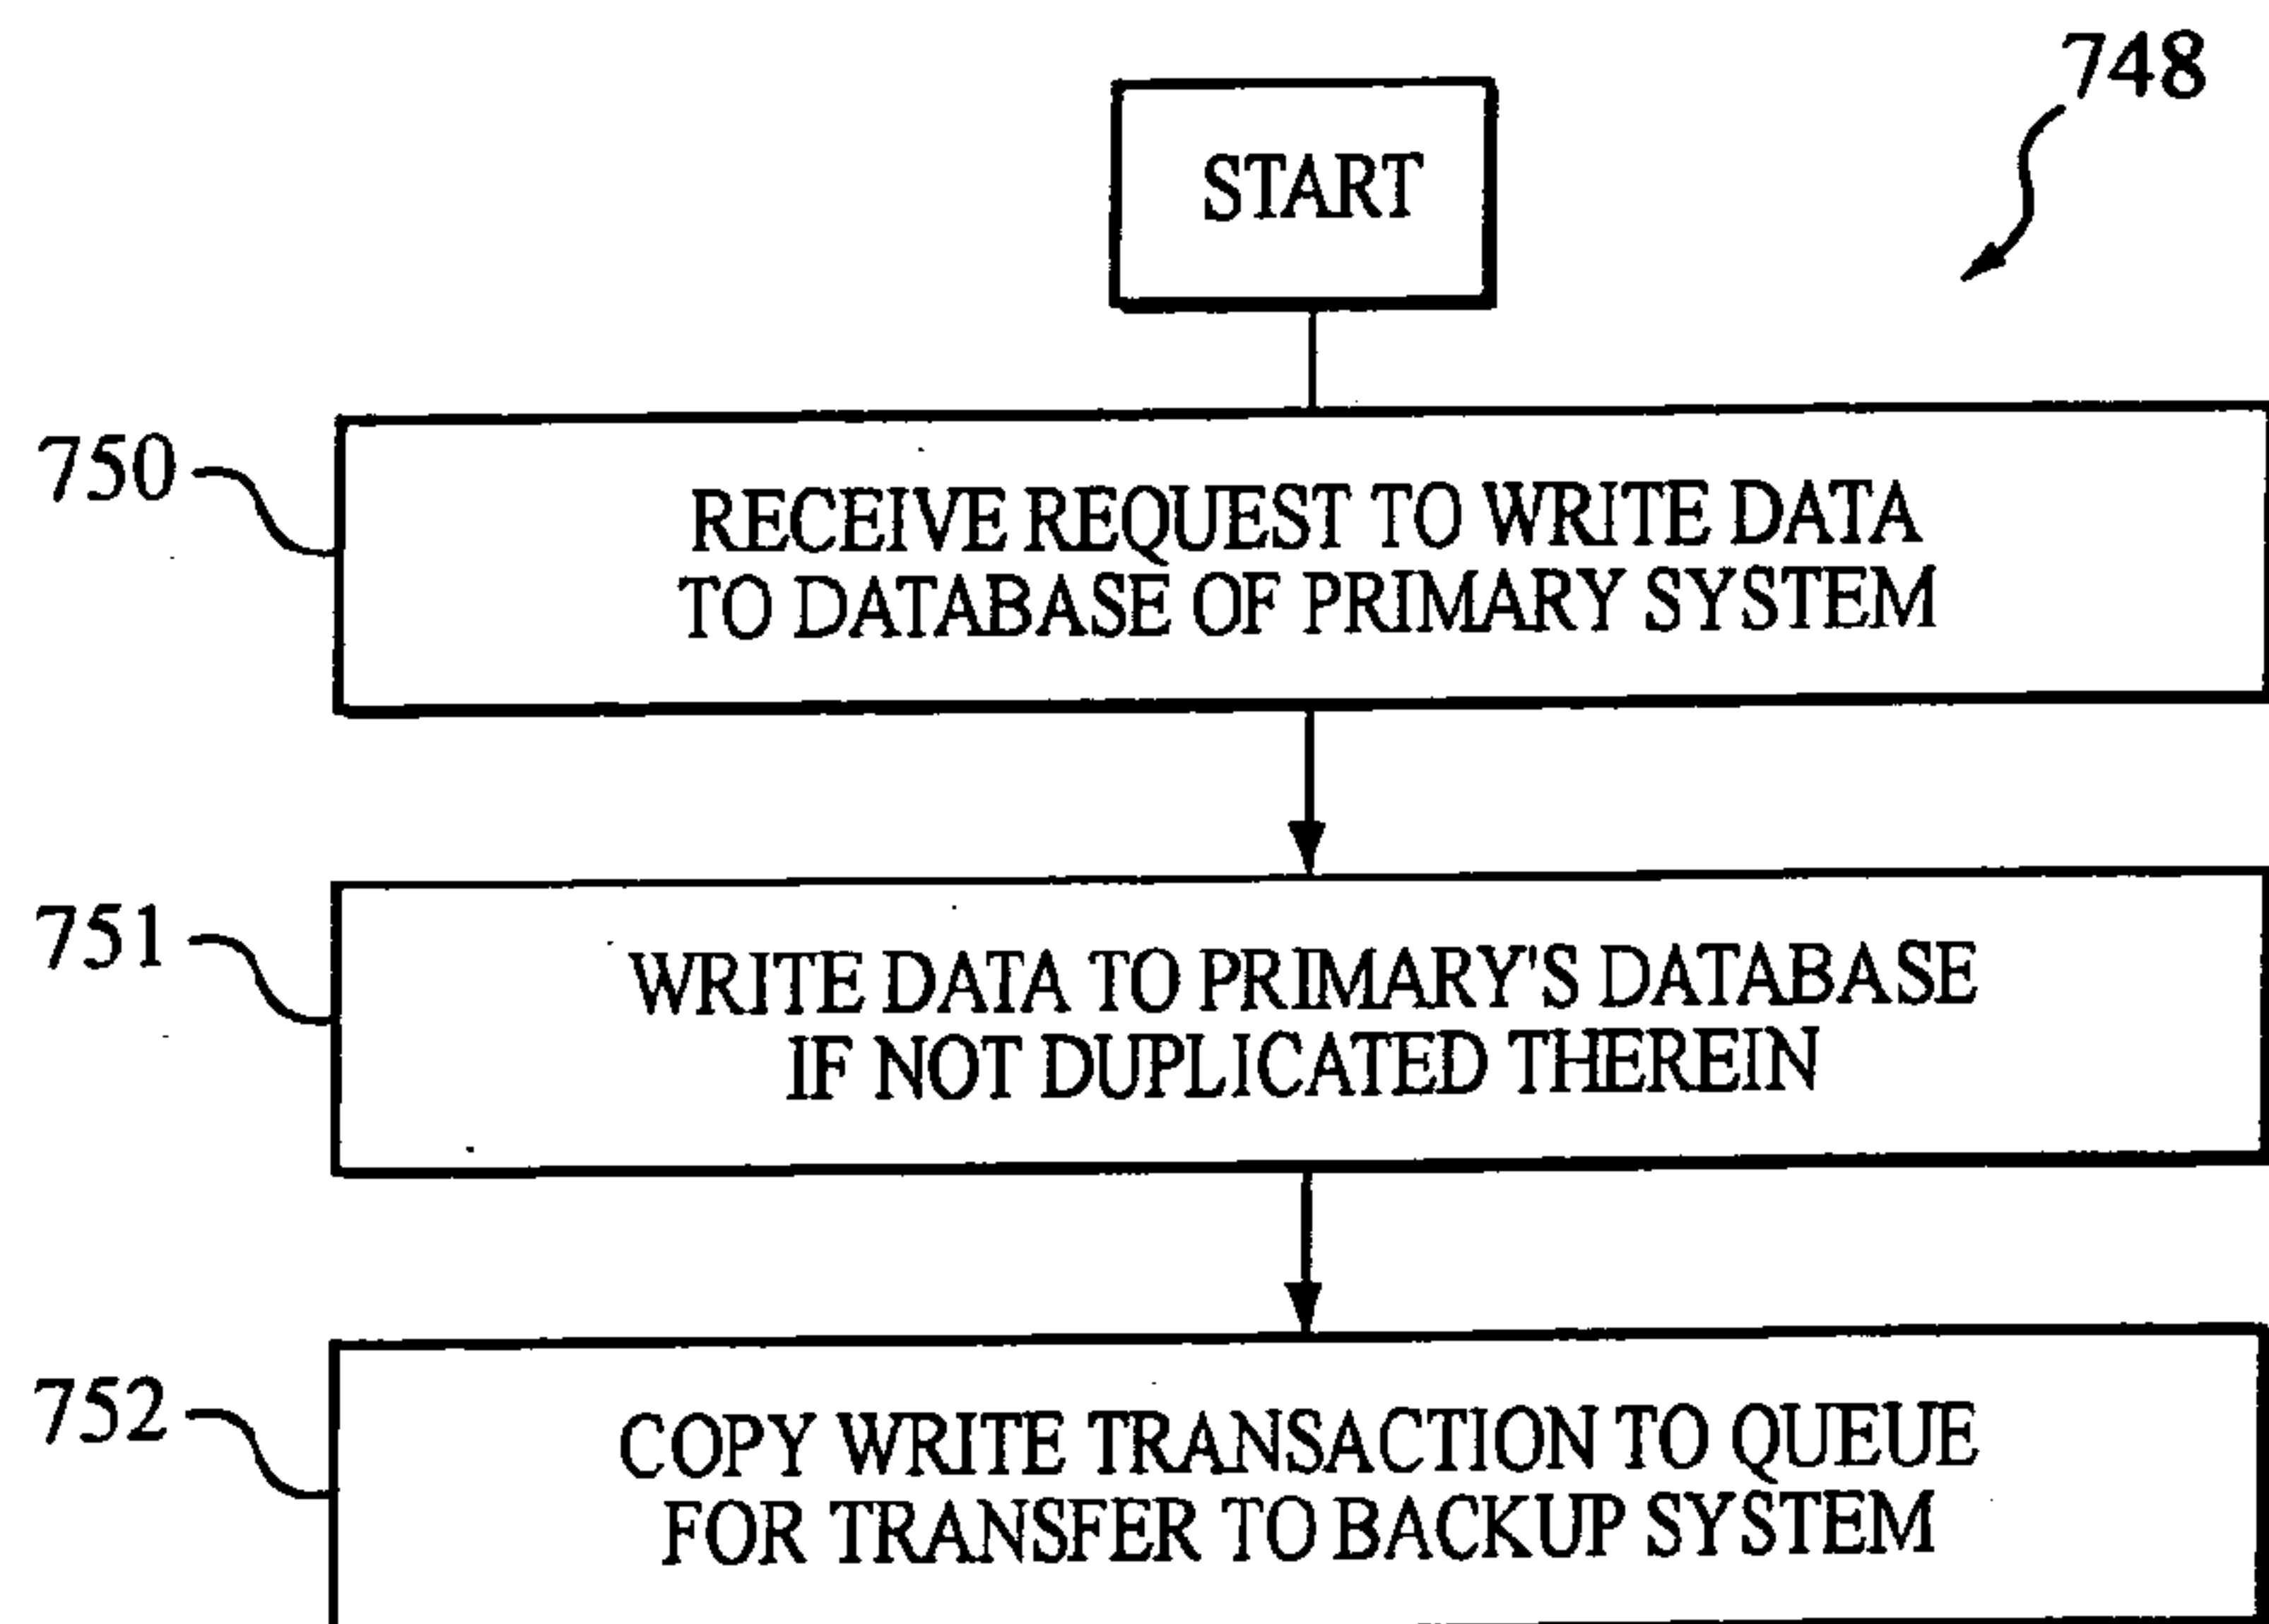 748
START
750
RECEIVE REQUEST TO WRITE DATA
TO DATABASE OF PRIMARY SYSTEM
751
WRITE DATA TO PRIMARY'S DATABASE
IF NOT DUPLICATED THEREIN
752
COPY WRITE TRANSACTION TO QUEUE
FOR TRANSFER TO BACKUP SYSTEM